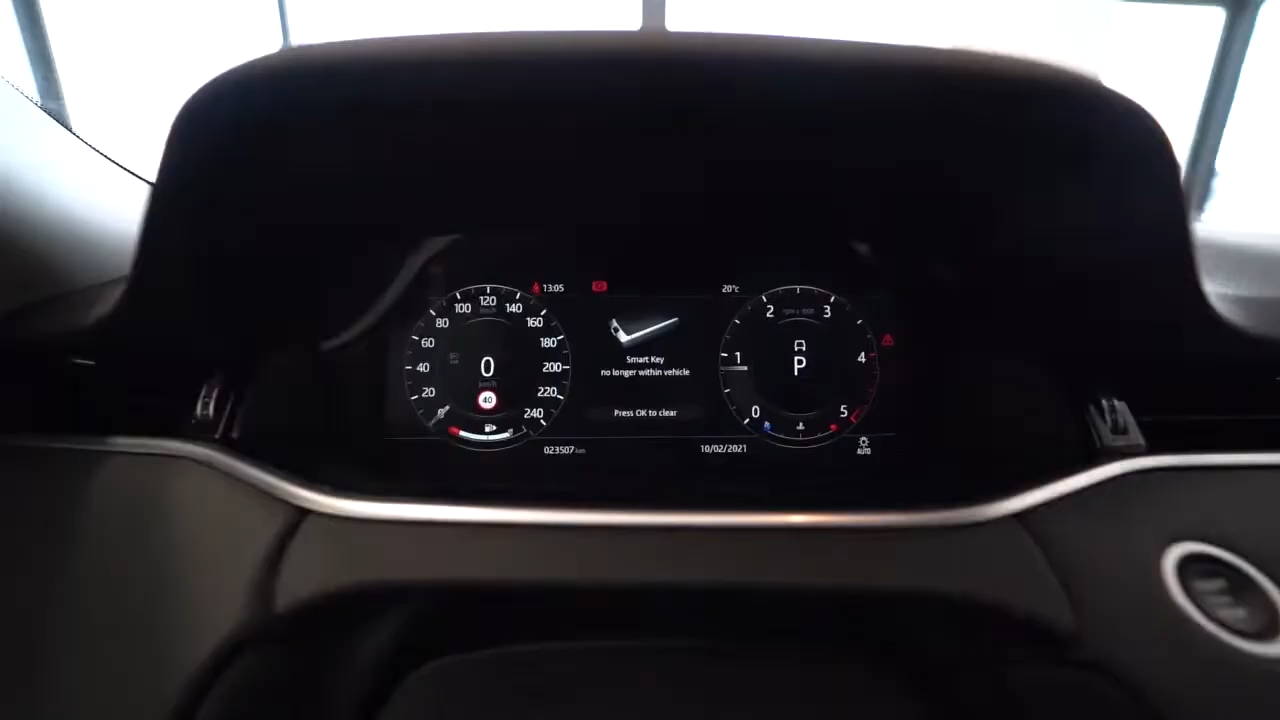 13:05
20°c
20
40
60
80
100
120
140
160
180
200
220
240
km/h
0
km/h
40
Smart Key
no longer within vehicle
Press OK to clear
0
1
2
3
4
5
P
023507 km
10/02/2021
AUTO